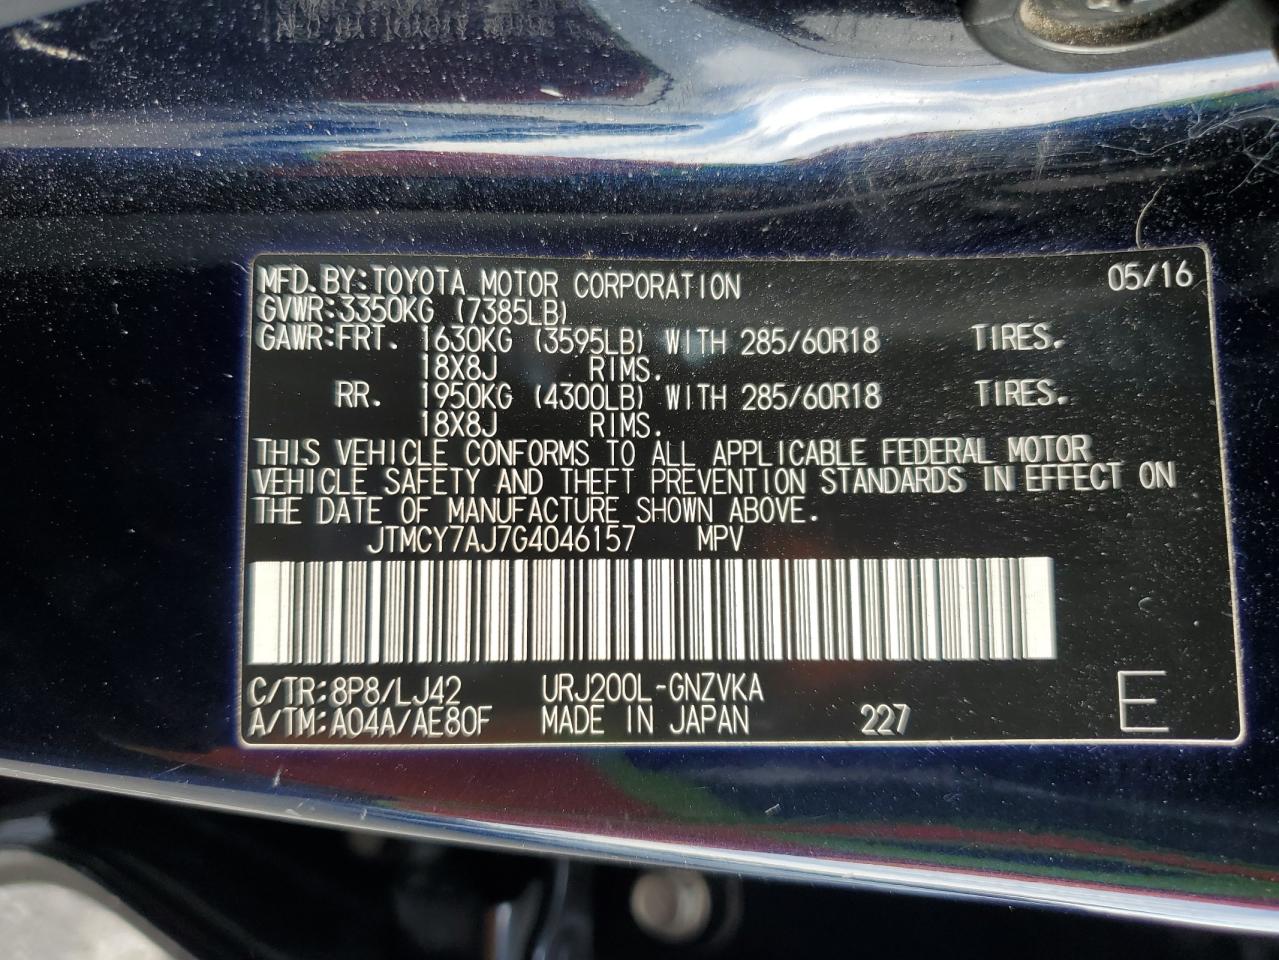 MFD. BY: TOYOTA MOTOR CORPORATION 05/16
GVWR: 3350KG (7385LB)
GAWR: FRT. 1630KG (3595LB) WITH 285/60R18 TIRES.
18X8J RIMS.
RR. 1950KG (4300LB) WITH 285/60R18 TIRES.
18X8J RIMS.
THIS VEHICLE CONFORMS TO ALL APPLICABLE FEDERAL MOTOR
VEHICLE SAFETY AND THEFT PREVENTION STANDARDS IN EFFECT ON
THE DATE OF MANUFACTURE SHOWN ABOVE.
JTMCY7AJ7G4046157 MPV
C/TR: 8P8/LJ42 URJ200L-GNZVKA
A/TM: A04A/AE80F MADE IN JAPAN 227 E